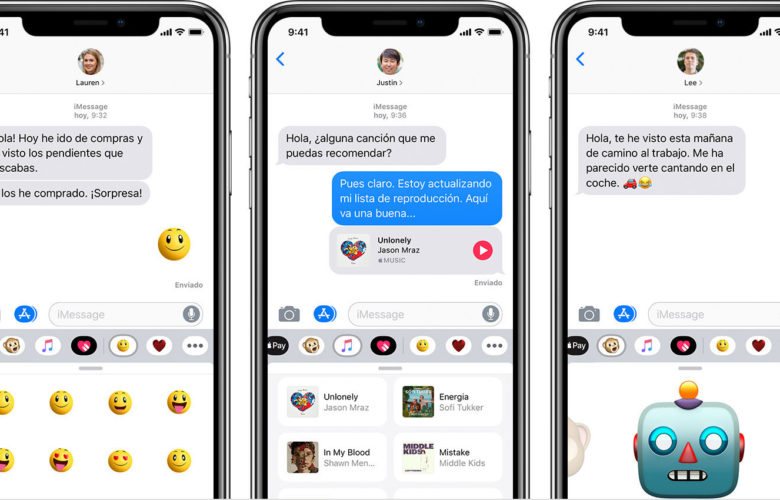 :41
Lauren >
iMessage
hoy, 9:32
ola! Hoy he ido de compras y
visto los pendientes que
scabas.
los he comprado. ¡Sorpresa!
Enviado
iMessage
9:41
Justin >
iMessage
hoy, 9:36
Hola, ¿alguna canción que me
puedas recomendar?
Pues claro. Estoy actualizando
mi lista de reproducción. Aquí
va una buena...
Unlonely
Jason Mraz
MUSIC
Enviado
iMessage
Pay
Unlonely
Jason Mraz
Energia
Sofi Tukker
In My Blood
Shawn Men...
MIDDLE
KIDS
Mistake
Middle Kids
9:41
Lee >
iMessage
hoy, 9:38
Hola, te he visto esta mañana
de camino al trabajo. Me ha
parecido verte cantando en el
coche. 🚗😂
iMessage
Pay